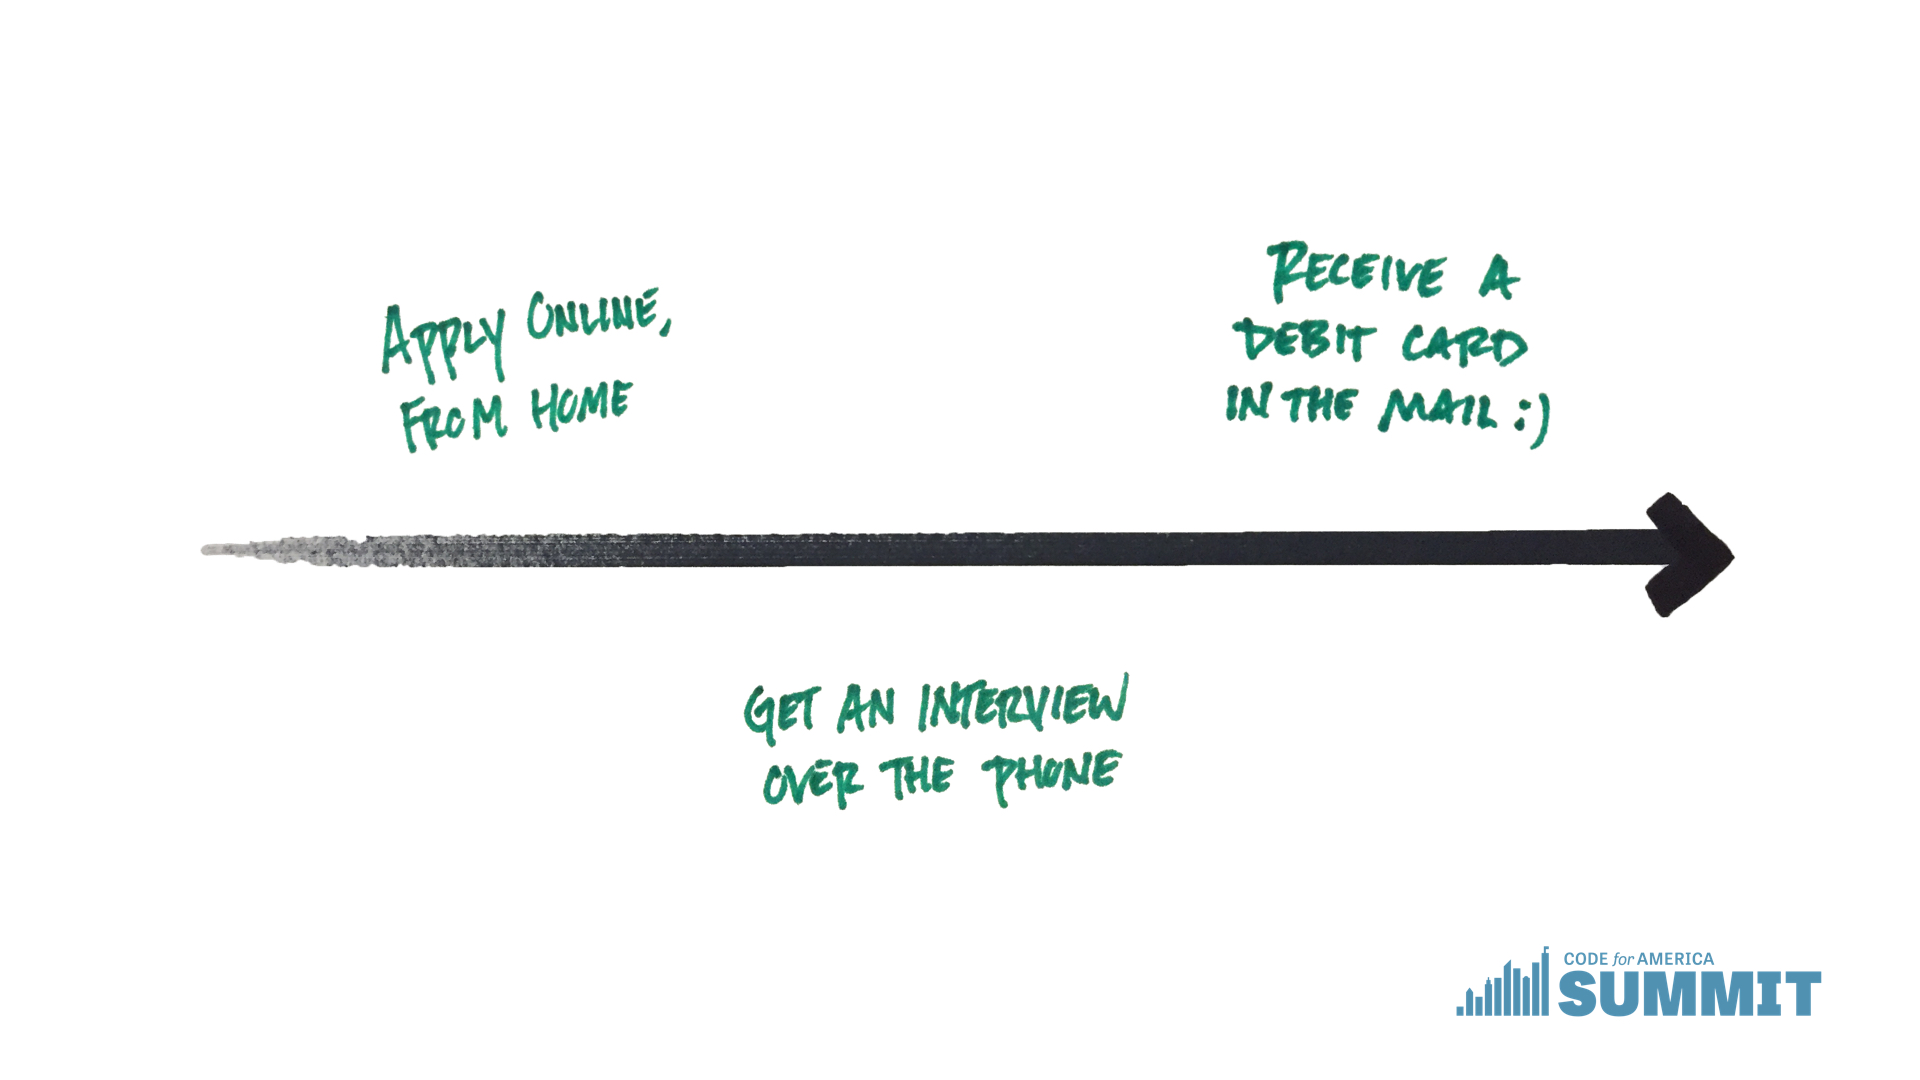 APPLY ONLINE,
FROM HOME
GET AN INTERVIEW
OVER THE PHONE
RECEIVE A
DEBIT CARD
IN THE MAIL :)
CODE for AMERICA
SUMMIT